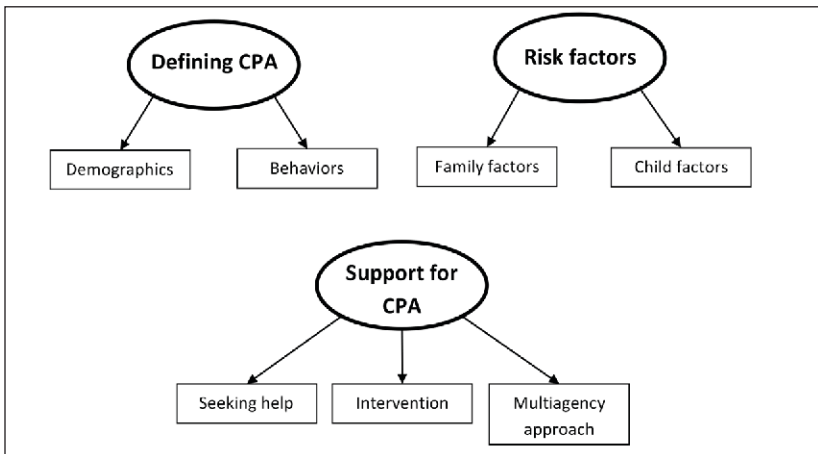 Defining CPA
Risk factors
Demographics
Behaviors
Family factors
Child factors
Support for
CPA
Seeking help
Intervention
Multiagency
approach